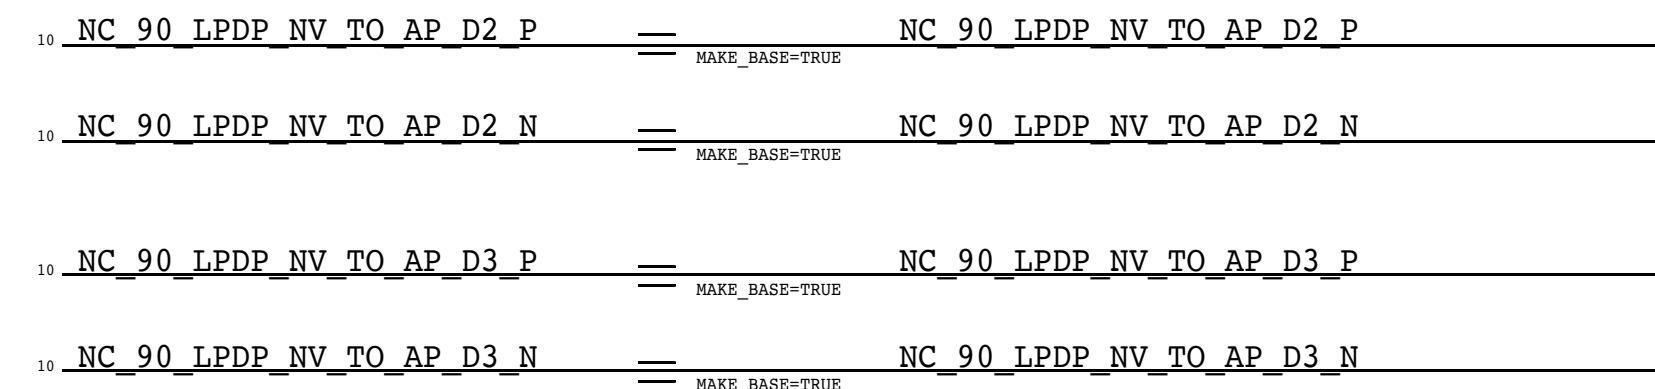 10 NC_90_LPDP_NV_TO_AP_D2_P NC_90_LPDP_NV_TO_AP_D2_P
MAKE_BASE=TRUE
10 NC_90_LPDP_NV_TO_AP_D2_N NC_90_LPDP_NV_TO_AP_D2_N
MAKE_BASE=TRUE
10 NC_90_LPDP_NV_TO_AP_D3_P NC_90_LPDP_NV_TO_AP_D3_P
MAKE_BASE=TRUE
10 NC_90_LPDP_NV_TO_AP_D3_N NC_90_LPDP_NV_TO_AP_D3_N
MAKE_BASE=TRUE